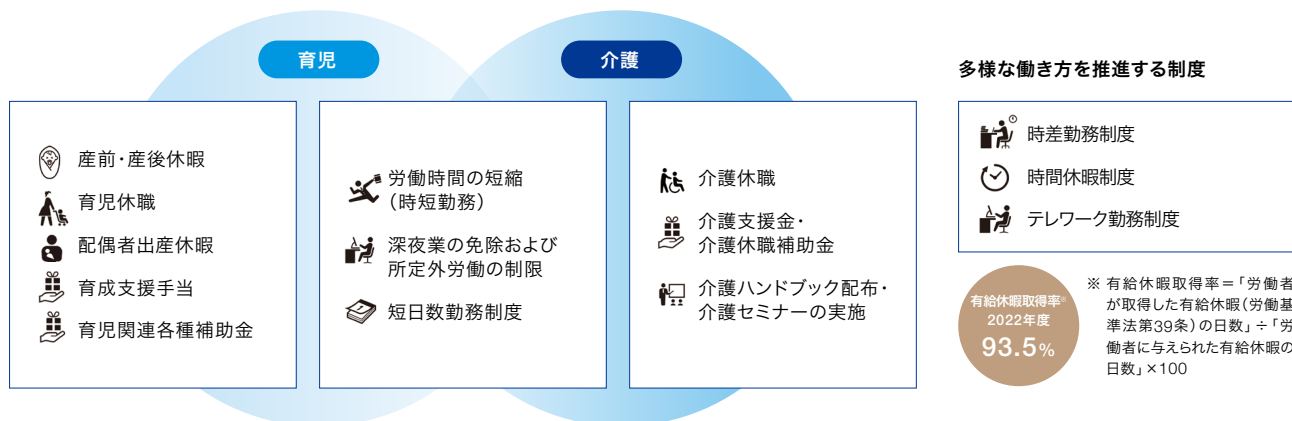 育児
介護
産前・産後休暇
育児休職
配偶者出産休暇
育成支援手当
育児関連各種補助金
労働時間の短縮
(時短勤務)
深夜業の免除および
所定外労働の制限
短日数勤務制度
介護休職
介護支援金・
介護休職補助金
介護ハンドブック配布・
介護セミナーの実施
多様な働き方を推進する制度
時差勤務制度
時間休暇制度
テレワーク勤務制度
有給休暇取得率※
2022年度
93.5%
※ 有給休暇取得率=「労働者
が取得した有給休暇(労働基
準法第39条)の日数」÷「労
働者に与えられた有給休暇の
日数」×100